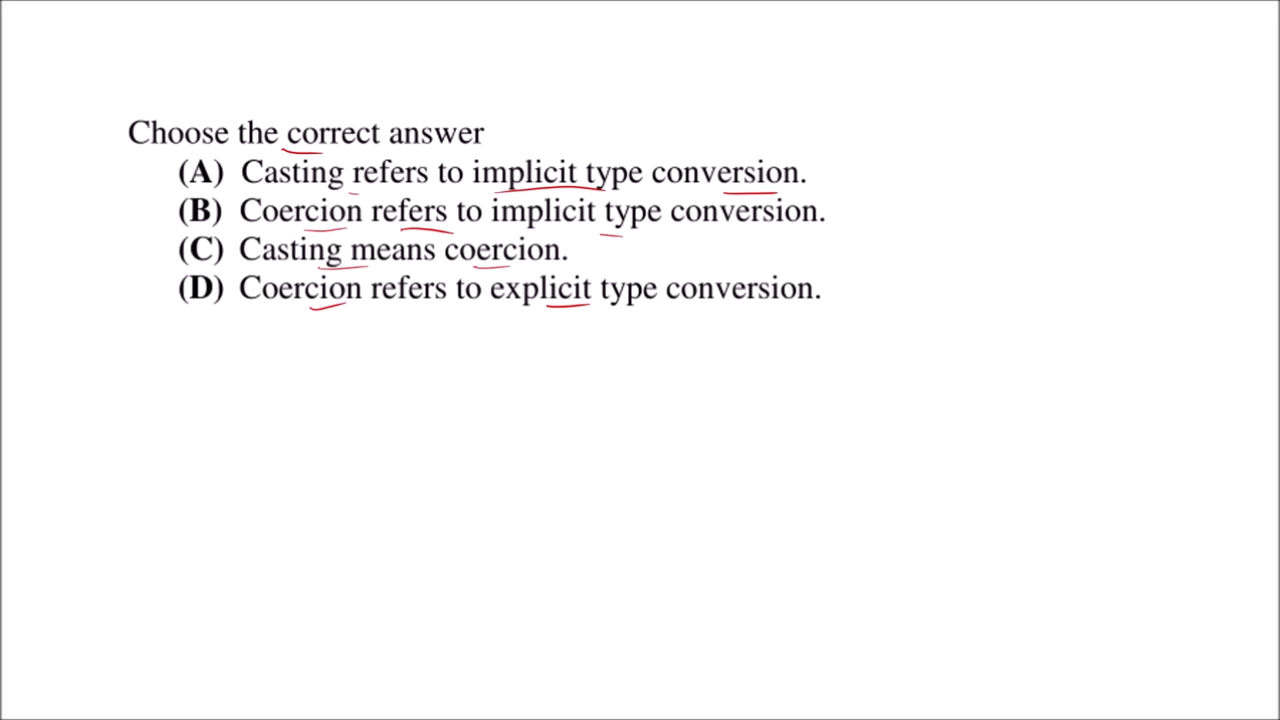 Choose the correct answer
(A) Casting refers to implicit type conversion.
(B) Coercion refers to implicit type conversion.
(C) Casting means coercion.
(D) Coercion refers to explicit type conversion.